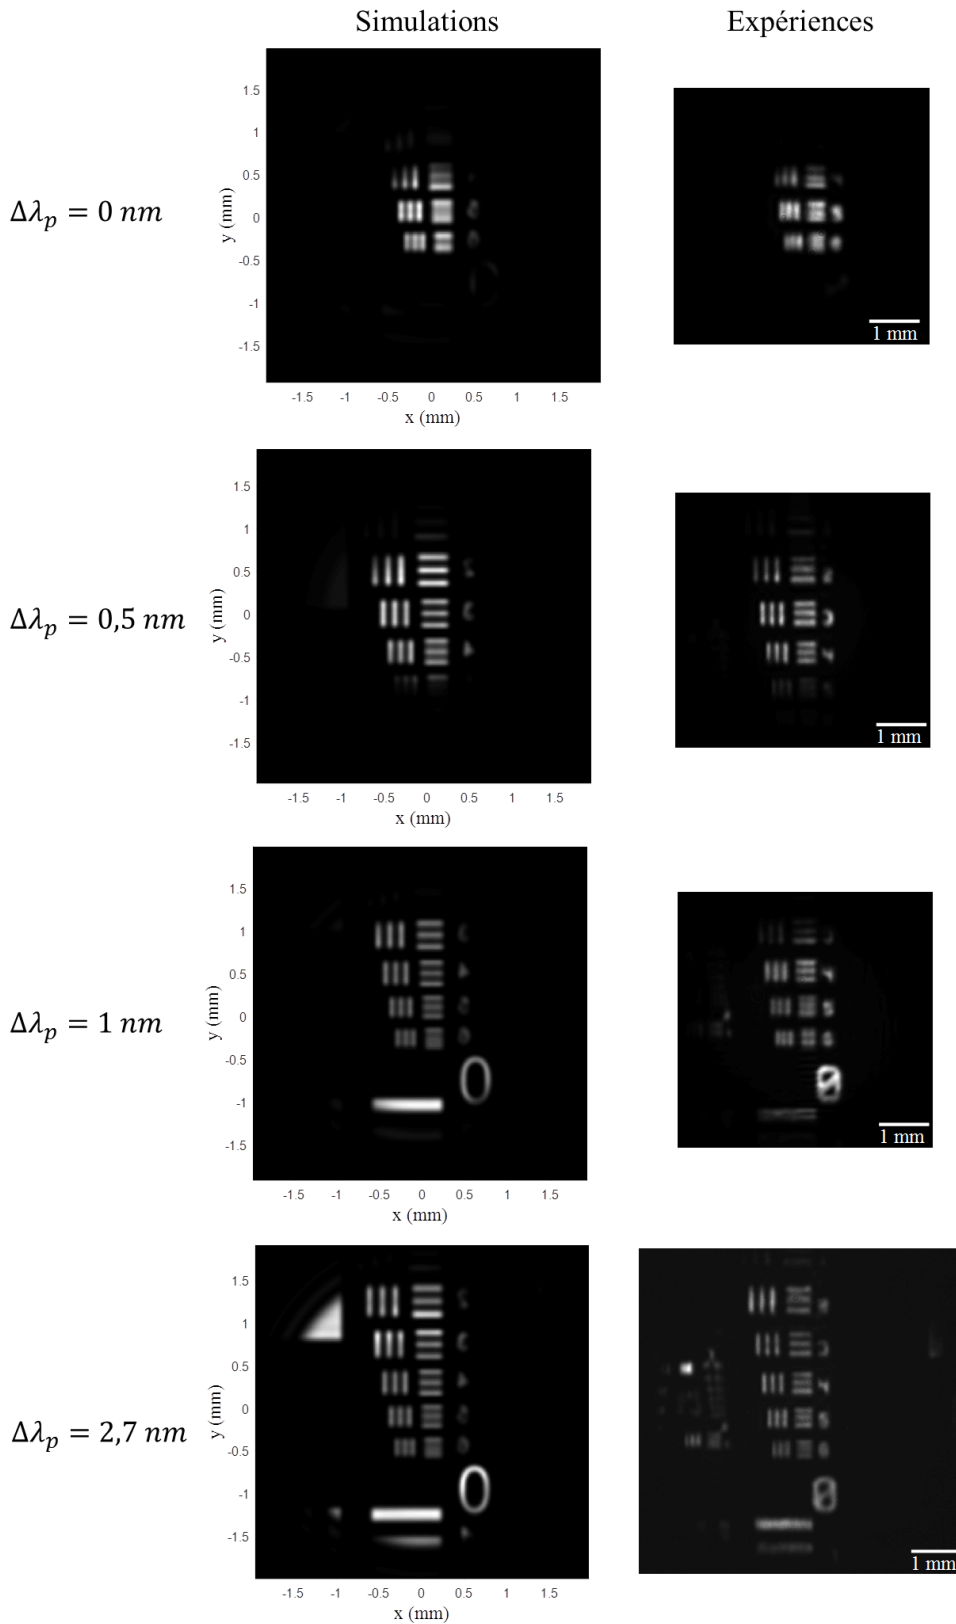 Simulations Expériences
Δλₚ = 0 nm
y (mm)
1.5
1
0.5
0
-0.5
-1
-1.5
-1.5 -1 -0.5 0 0.5 1 1.5
x (mm)
1 mm
Δλₚ = 0,5 nm
y (mm)
1.5
1
0.5
0
-0.5
-1
-1.5
-1.5 -1 -0.5 0 0.5 1 1.5
x (mm)
1 mm
Δλₚ = 1 nm
y (mm)
1.5
1
0.5
0
-0.5
-1
-1.5
0
-1.5 -1 -0.5 0 0.5 1 1.5
x (mm)
1 mm
Δλₚ = 2,7 nm
y (mm)
1.5
1
0.5
0
-0.5
-1
-1.5
0
-1.5 -1 -0.5 0 0.5 1 1.5
x (mm)
1 mm